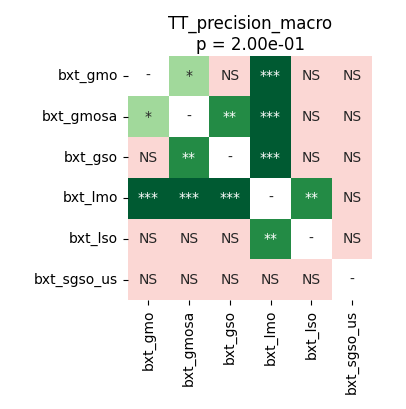 TT_precision_macro
p = 2.00e-01
bxt_gmo - * NS *** NS NS
bxt_gmosa * - ** *** NS NS
bxt_gso NS ** - *** NS NS
bxt_lmo *** *** *** - ** NS
bxt_lso NS NS NS ** - NS
bxt_sgso_us NS NS NS NS NS -
bxt_gmo
bxt_gmosa
bxt_gso
bxt_lmo
bxt_lso
bxt_sgso_us